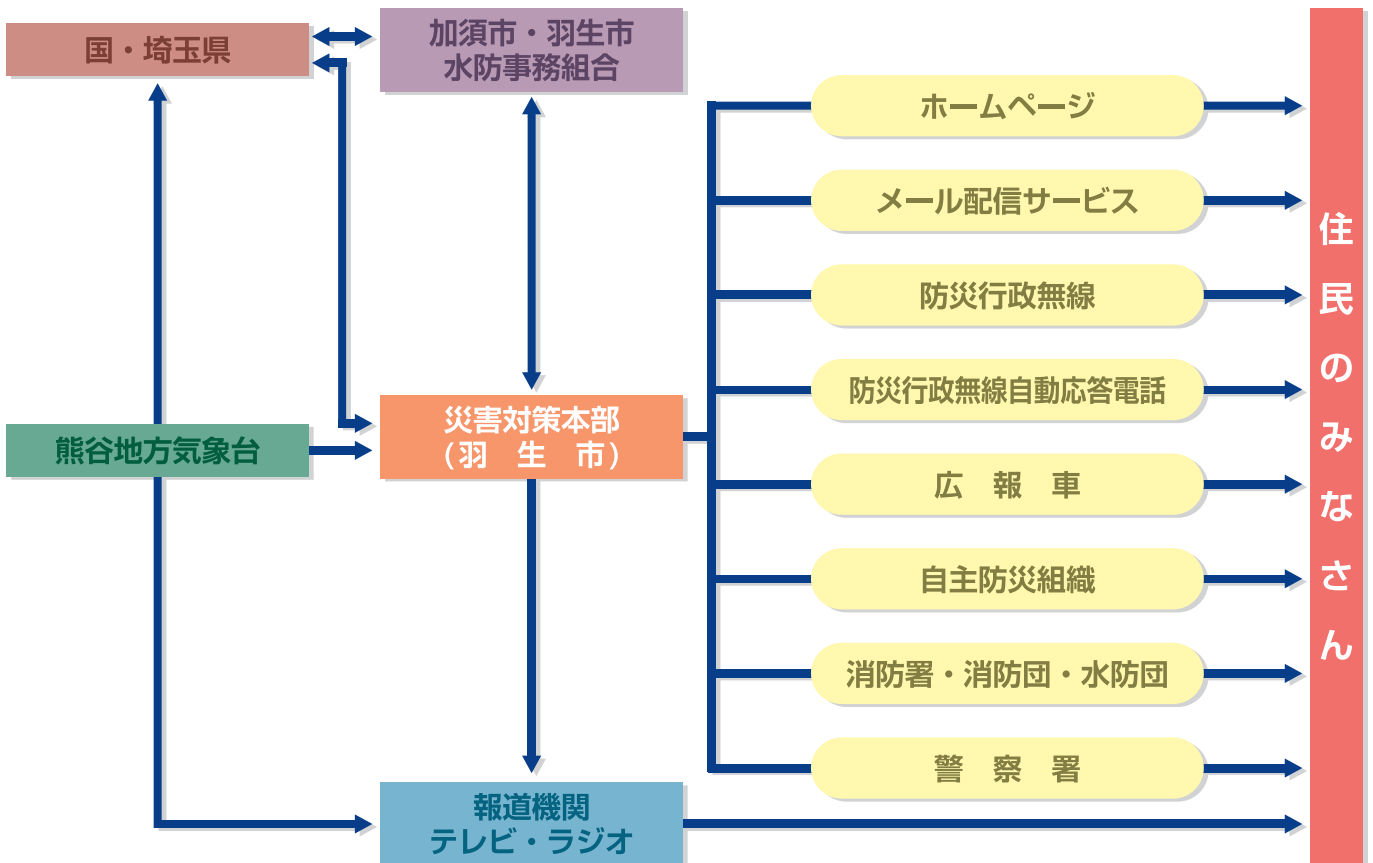 国・埼玉県
加須市・羽生市
水防事務組合
熊谷地方気象台
災害対策本部
（羽　生　市）
報道機関
テレビ・ラジオ
ホームページ
メール配信サービス
防災行政無線
防災行政無線自動応答電話
広　報　車
自主防災組織
消防署・消防団・水防団
警　察　署
住民のみなさん